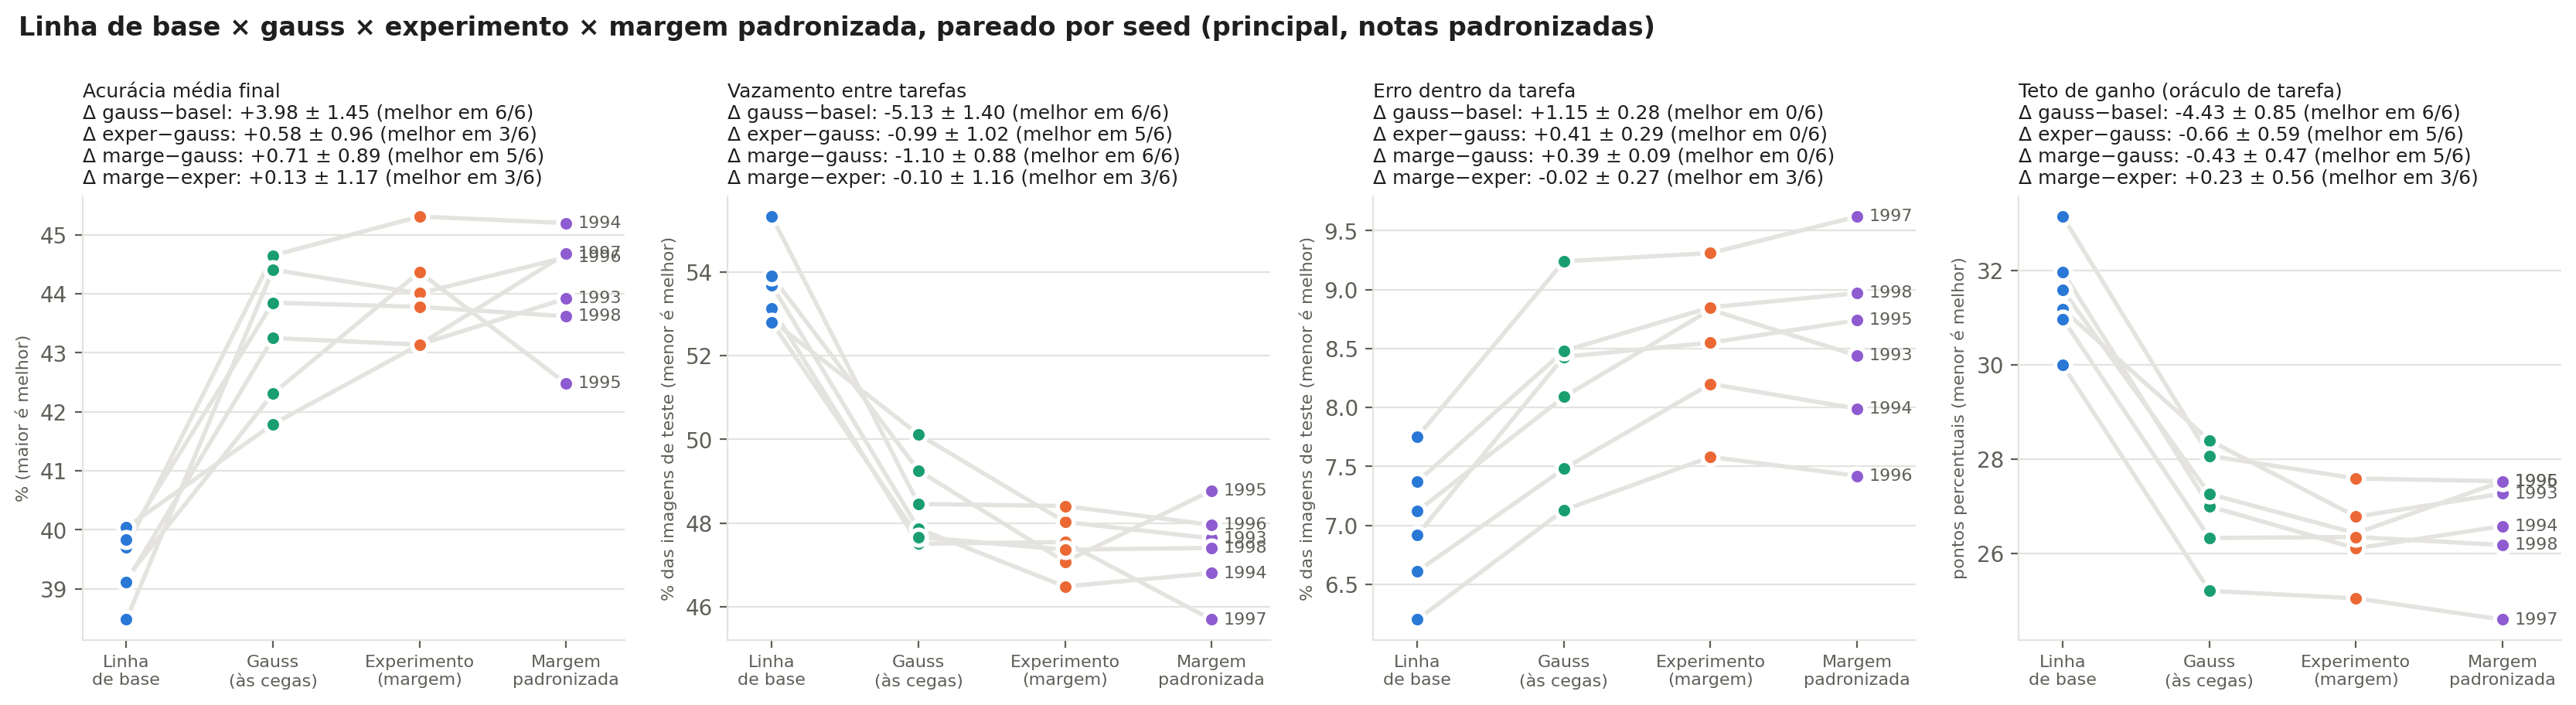 Linha de base × gauss × experimento × margem padronizada, pareado por seed (principal, notas padronizadas)
Acurácia média final
Δ gauss−basel: +3.98 ± 1.45 (melhor em 6/6)
Δ exper−gauss: +0.58 ± 0.96 (melhor em 3/6)
Δ marge−gauss: +0.71 ± 0.89 (melhor em 5/6)
Δ marge−exper: +0.13 ± 1.17 (melhor em 3/6)
% (maior é melhor)
45
44
43
42
41
40
39
1994
1997
1996
1993
1998
1995
Linha
de base
Gauss
(às cegas)
Experimento
(margem)
Margem
padronizada
Vazamento entre tarefas
Δ gauss−basel: -5.13 ± 1.40 (melhor em 6/6)
Δ exper−gauss: -0.99 ± 1.02 (melhor em 5/6)
Δ marge−gauss: -1.10 ± 0.88 (melhor em 6/6)
Δ marge−exper: -0.10 ± 1.16 (melhor em 3/6)
% das imagens de teste (menor é melhor)
54
52
50
48
46
1995
1996
1993
1998
1994
1997
Linha
de base
Gauss
(às cegas)
Experimento
(margem)
Margem
padronizada
Erro dentro da tarefa
Δ gauss−basel: +1.15 ± 0.28 (melhor em 0/6)
Δ exper−gauss: +0.41 ± 0.29 (melhor em 0/6)
Δ marge−gauss: +0.39 ± 0.09 (melhor em 0/6)
Δ marge−exper: -0.02 ± 0.27 (melhor em 3/6)
% das imagens de teste (menor é melhor)
9.5
9.0
8.5
8.0
7.5
7.0
6.5
1997
1998
1995
1993
1994
1996
Linha
de base
Gauss
(às cegas)
Experimento
(margem)
Margem
padronizada
Teto de ganho (oráculo de tarefa)
Δ gauss−basel: -4.43 ± 0.85 (melhor em 6/6)
Δ exper−gauss: -0.66 ± 0.59 (melhor em 5/6)
Δ marge−gauss: -0.43 ± 0.47 (melhor em 5/6)
Δ marge−exper: +0.23 ± 0.56 (melhor em 3/6)
pontos percentuais (menor é melhor)
32
30
28
26
1993
1994
1998
1997
Linha
de base
Gauss
(às cegas)
Experimento
(margem)
Margem
padronizada